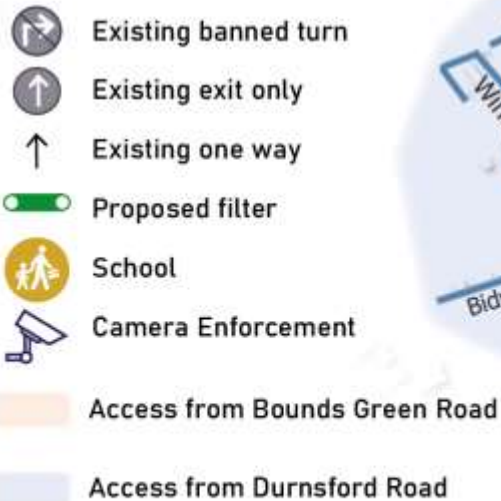 Existing banned turn
Existing exit only
Existing one way
Proposed filter
School
Camera Enforcement
Access from Bounds Green Road
Access from Durnsford Road